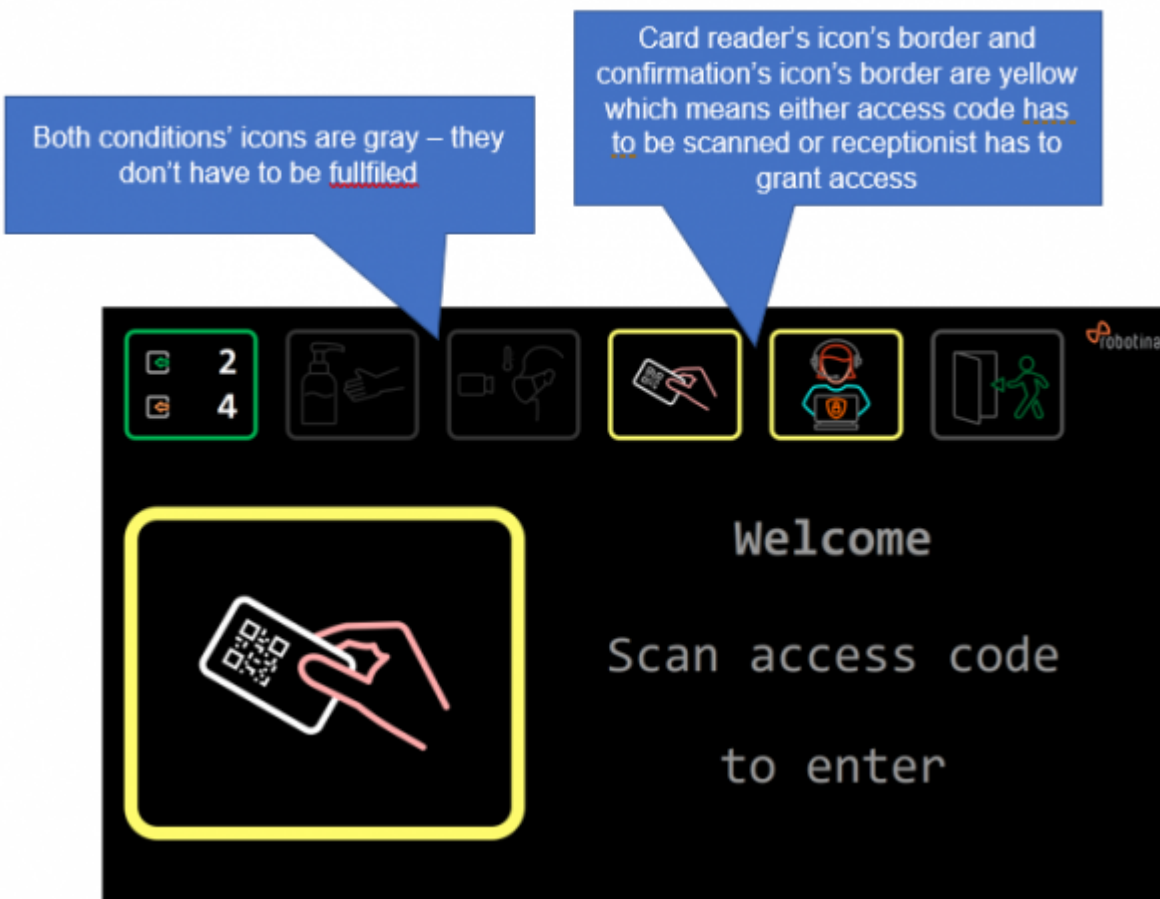 Card reader's icon's border and
confirmation's icon's border are yellow
which means either access code has
to be scanned or receptionist has to
grant access
Both conditions' icons are gray – they
don't have to be fullfiled
2
4
robotina
Welcome
Scan access code
to enter